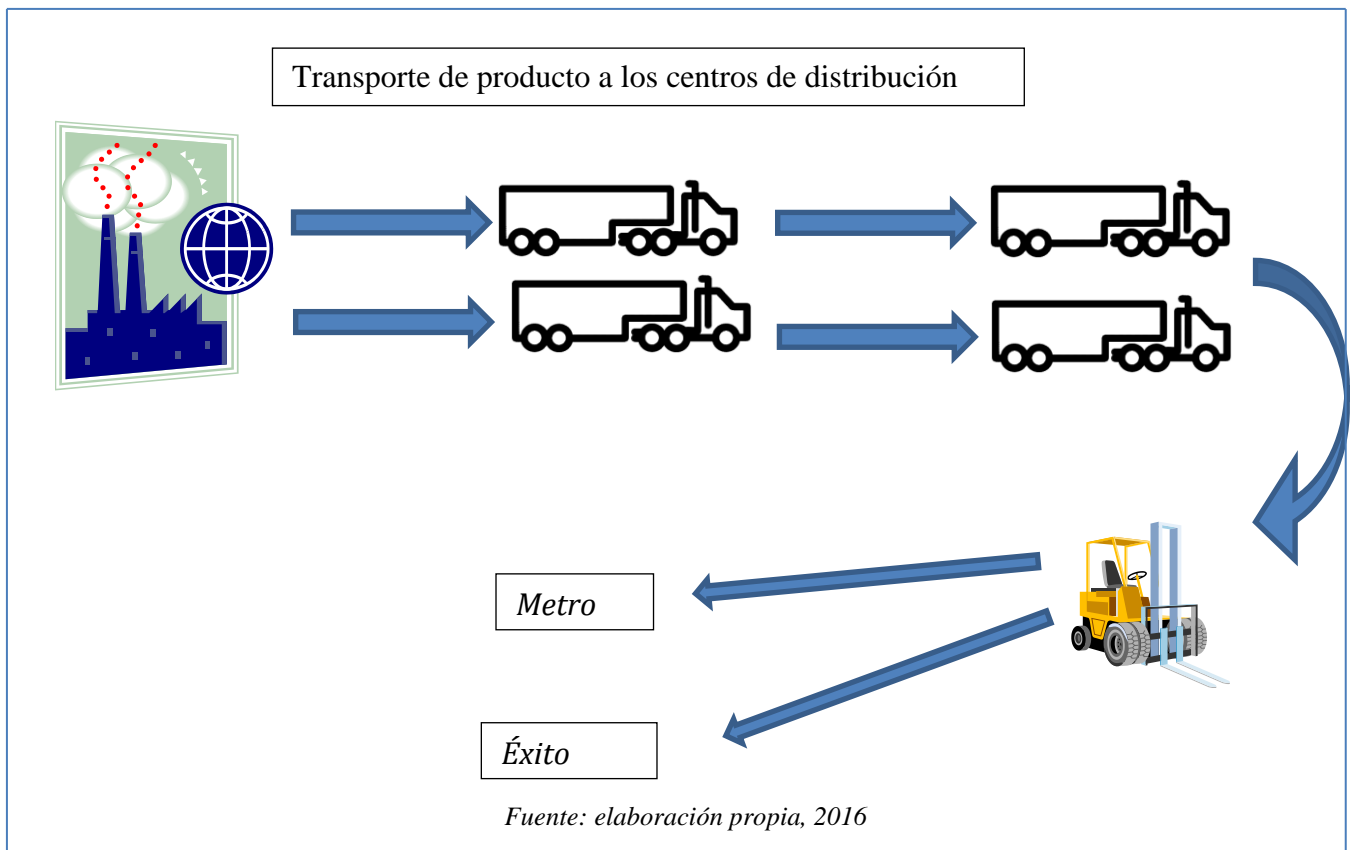 Transporte de producto a los centros de distribución
Metro
Éxito
Fuente: elaboración propia, 2016